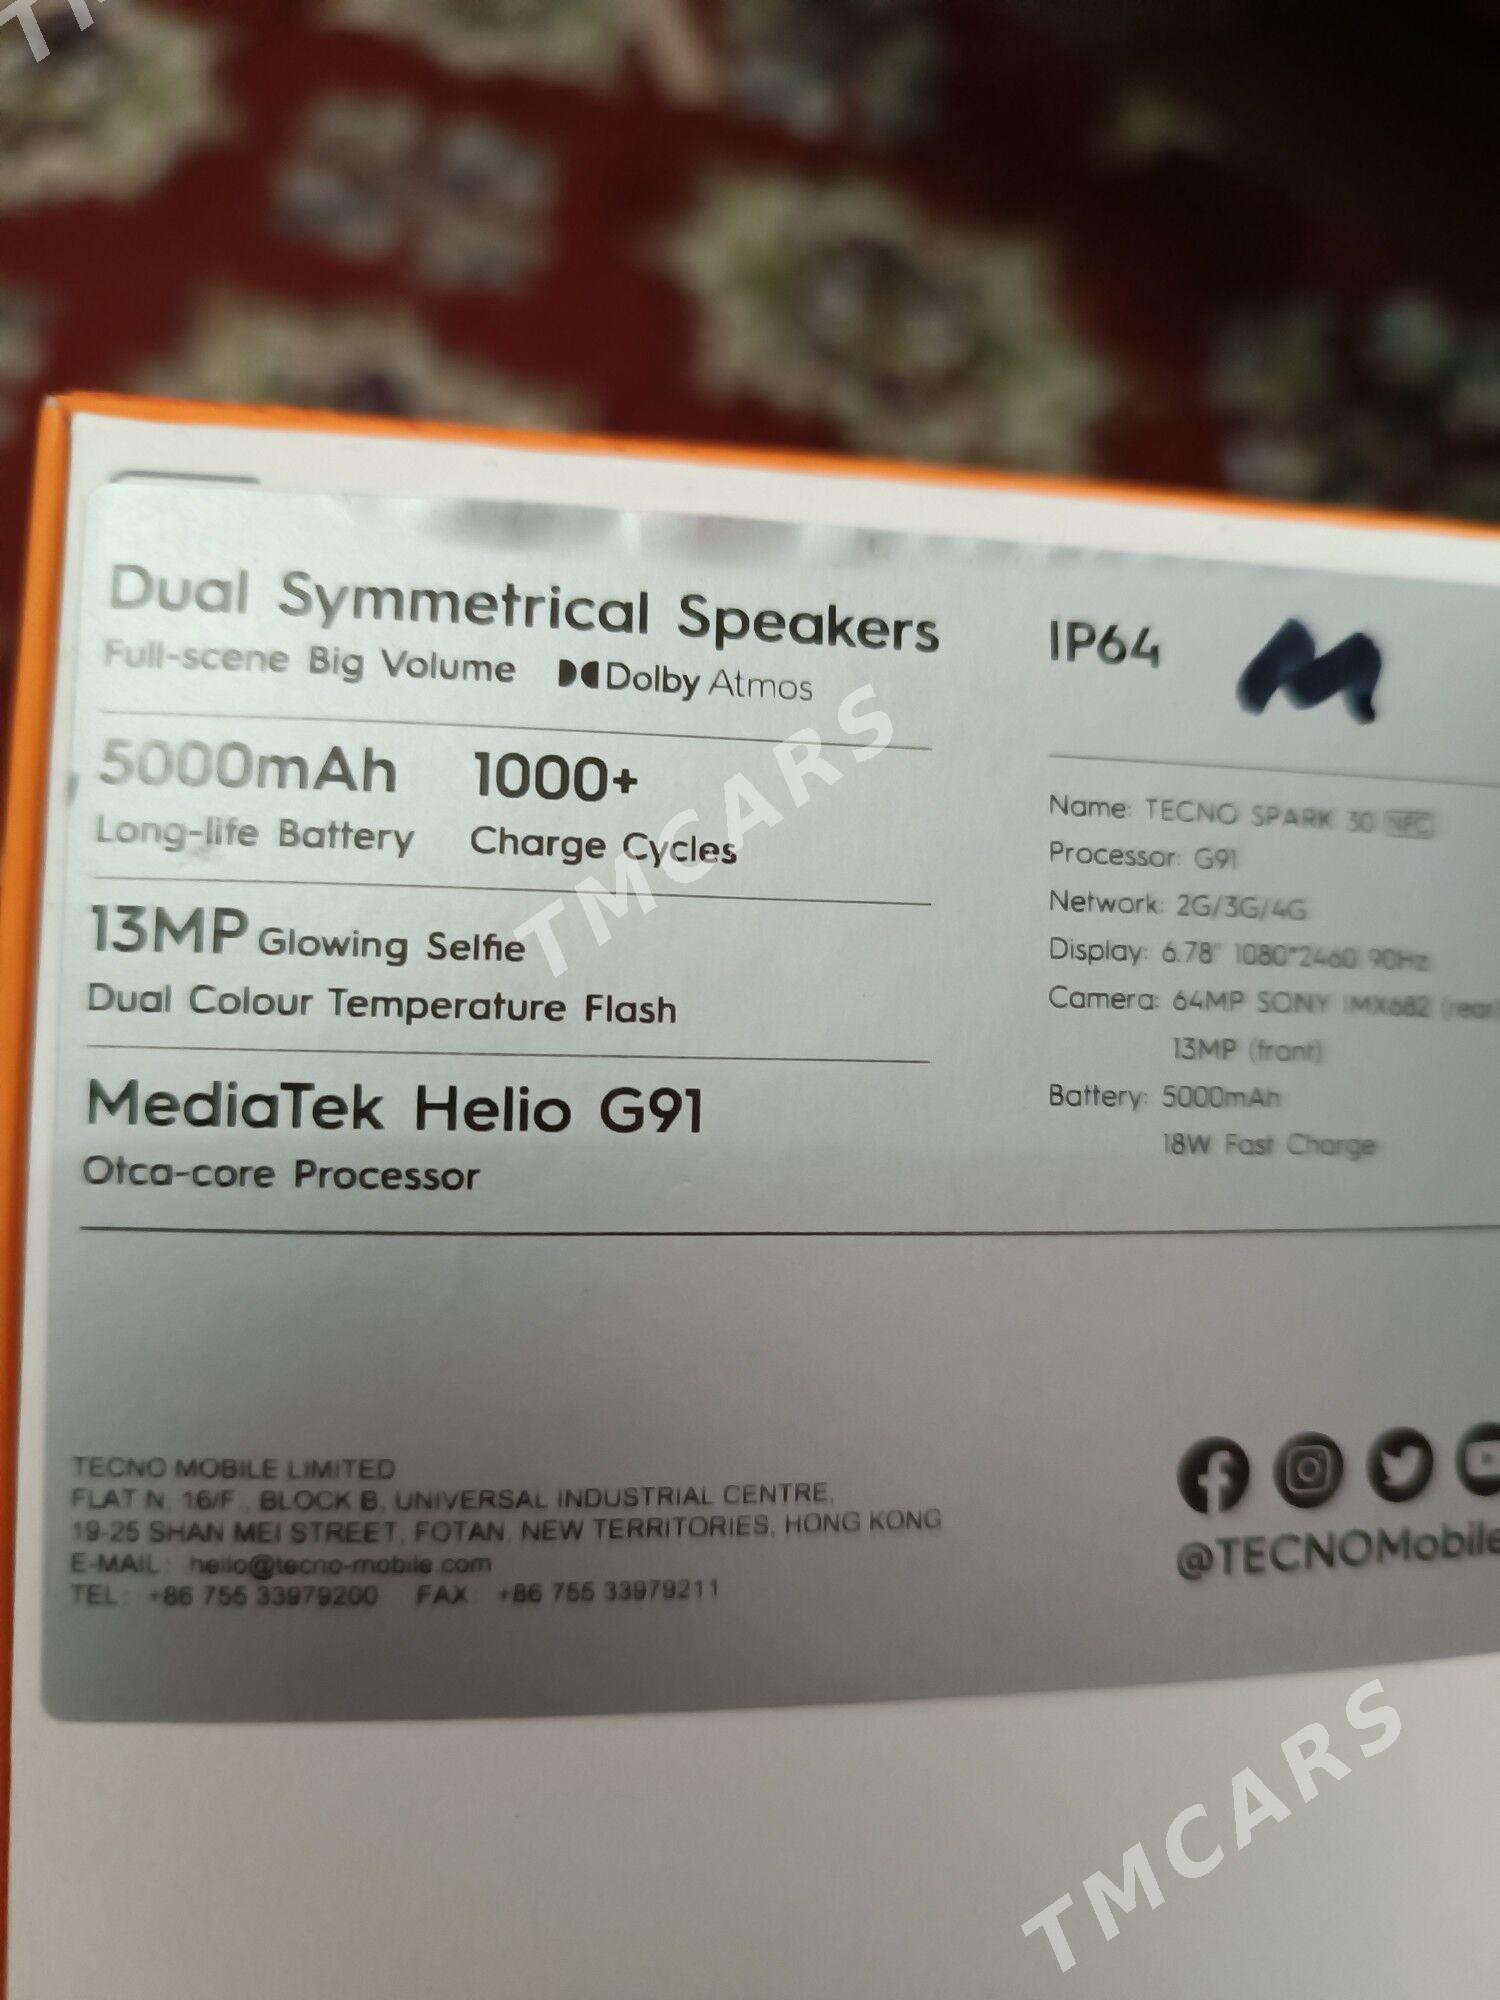 Dual Symmetrical Speakers
Full-scene Big Volume Dolby Atmos
5000mAh 1000+
Long-life Battery Charge Cycles
13MP Glowing Selfie
Dual Colour Temperature Flash
MediaTek Helio G91
Otca-core Processor
IP64
Name: TECNO SPARK 30 NFC
Processor: G91
Network: 2G/3G/4G
Display: 6.78" 1080*2460 90Hz
Camera: 64MP SONY IMX682 (rear)
13MP (front)
Battery: 5000mAh
18W Fast Charge
TECNO MOBILE LIMITED
FLAT N, 16/F., BLOCK B, UNIVERSAL INDUSTRIAL CENTRE,
19-25 SHAN MEI STREET, FOTAN, NEW TERRITORIES, HONG KONG
E-MAIL: hello@tecno-mobile.com
TEL: +86 755 33979200 FAX: +86 755 33979211
@TECNOMobile
TMCARS
TMCARS